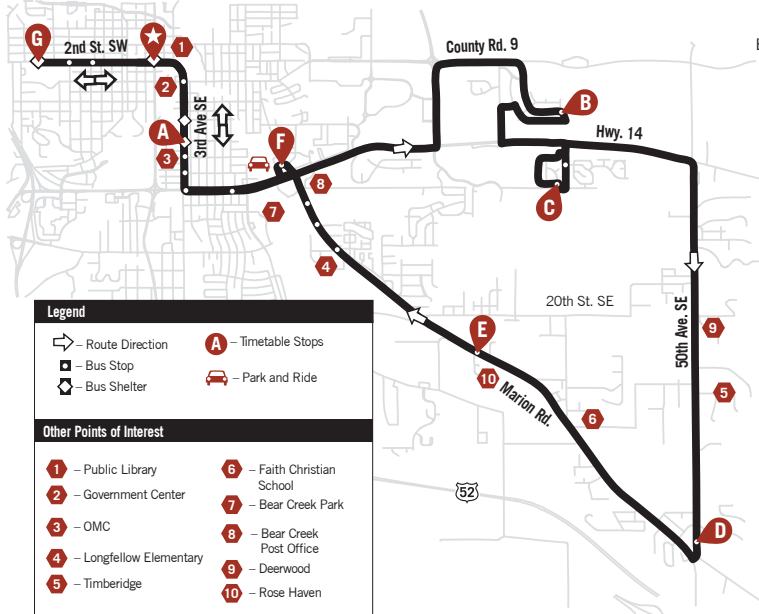 G
2nd St. SW
1
2
A
3
3rd Ave SE
F
8
7
4
County Rd. 9
B
Hwy. 14
C
20th St. SE
50th Ave. SE
9
5
E
10
Marion Rd.
6
52
D
Legend
– Route Direction
– Bus Stop
– Bus Shelter
A – Timetable Stops
– Park and Ride
Other Points of Interest
1 – Public Library
2 – Government Center
3 – OMC
4 – Longfellow Elementary
5 – Timberidge
6 – Faith Christian
School
7 – Bear Creek Park
8 – Bear Creek
Post Office
9 – Deerwood
10 – Rose Haven